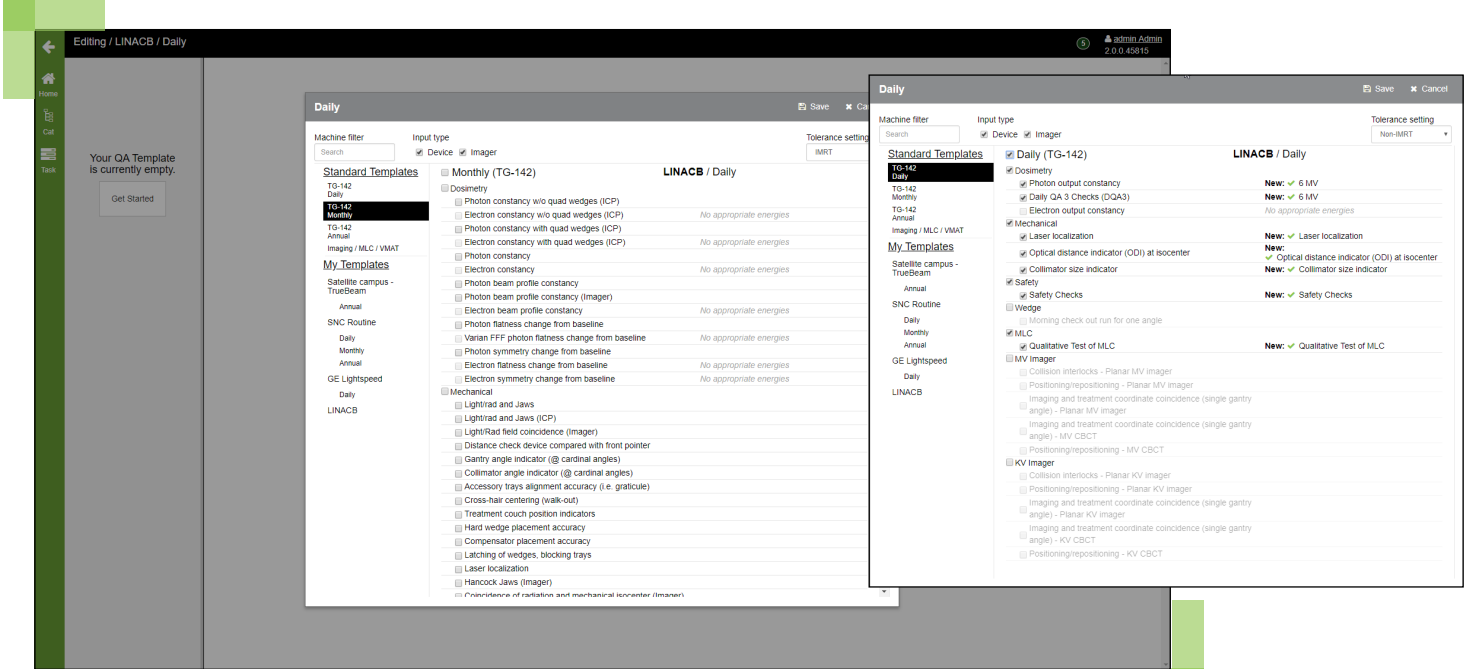 Editing / LINACB / Daily
5
admin Admin
2.0.0.45815
Home
Cat
Task
Your QA Template
is currently empty.
Get Started
Daily
Save
Ca
Machine filter
Input type
Tolerance setting
Search
Device
Imager
IMRT
Standard Templates
TG-142
Daily
TG-142
Monthly
TG-142
Annual
Imaging / MLC / VMAT
My Templates
Satellite campus -
TrueBeam
Annual
SNC Routine
Daily
Monthly
Annual
GE Lightspeed
Daily
LINACB
Monthly (TG-142)
LINACB / Daily
Dosimetry
Photon constancy w/o quad wedges (ICP)
Electron constancy w/o quad wedges (ICP) No appropriate energies
Photon constancy with quad wedges (ICP)
Electron constancy with quad wedges (ICP) No appropriate energies
Photon constancy
Electron constancy No appropriate energies
Photon beam profile constancy
Photon beam profile constancy (Imager)
Electron beam profile constancy No appropriate energies
Photon flatness change from baseline
Varian FFF photon flatness change from baseline No appropriate energies
Photon symmetry change from baseline
Electron flatness change from baseline No appropriate energies
Electron symmetry change from baseline No appropriate energies
Mechanical
Light/rad and Jaws
Light/rad and Jaws (ICP)
Light/Rad field coincidence (Imager)
Distance check device compared with front pointer
Gantry angle indicator (@ cardinal angles)
Collimator angle indicator (@ cardinal angles)
Accessory trays alignment accuracy (i.e. graticule)
Cross-hair centering (walk-out)
Treatment couch position indicators
Hard wedge placement accuracy
Compensator placement accuracy
Latching of wedges, blocking trays
Laser localization
Hancock Jaws (Imager)
Coincidence of radiation and mechanical isocenter (Imager)
Daily
Save
Cancel
Machine filter
Input type
Tolerance setting
Search
Device
Imager
Non-IMRT
Standard Templates
TG-142
Daily
TG-142
Monthly
TG-142
Annual
Imaging / MLC / VMAT
My Templates
Satellite campus -
TrueBeam
Annual
SNC Routine
Daily
Monthly
Annual
GE Lightspeed
Daily
LINACB
Daily (TG-142)
LINACB / Daily
Dosimetry
Photon output constancy New: 6 MV
Daily QA 3 Checks (DQA3) New: 6 MV
Electron output constancy No appropriate energies
Mechanical
Laser localization New: Laser localization
Optical distance indicator (ODI) at isocenter New:
Optical distance indicator (ODI) at isocenter
Collimator size indicator New: Collimator size indicator
Safety
Safety Checks New: Safety Checks
Wedge
Morning check out run for one angle
MLC
Qualitative Test of MLC New: Qualitative Test of MLC
MV Imager
Collision interlocks - Planar MV imager
Positioning/repositioning - Planar MV imager
Imaging and treatment coordinate coincidence (single gantry
angle) - Planar MV imager
Imaging and treatment coordinate coincidence (single gantry
angle) - MV CBCT
Positioning/repositioning - MV CBCT
KV Imager
Collision interlocks - Planar KV imager
Positioning/repositioning - Planar KV imager
Imaging and treatment coordinate coincidence (single gantry
angle) - Planar KV imager
Imaging and treatment coordinate coincidence (single gantry
angle) - KV CBCT
Positioning/repositioning - KV CBCT